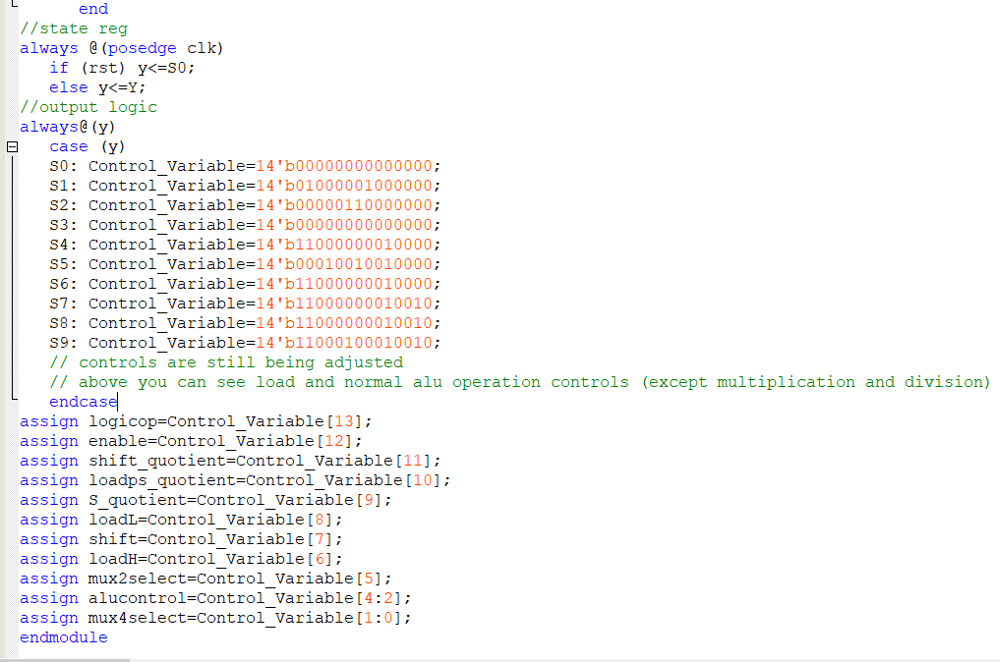 end
//state reg
always @(posedge clk)
if (rst) y<=S0;
else y<=Y;
//output logic
always@(y)
case (y)
S0: Control_Variable=14'b00000000000000;
S1: Control_Variable=14'b01000001000000;
S2: Control_Variable=14'b00000110000000;
S3: Control_Variable=14'b00000000000000;
S4: Control_Variable=14'b11000000010000;
S5: Control_Variable=14'b00010010010000;
S6: Control_Variable=14'b11000000010000;
S7: Control_Variable=14'b11000000010010;
S8: Control_Variable=14'b11000000010010;
S9: Control_Variable=14'b11000100010010;
// controls are still being adjusted
// above you can see load and normal alu operation controls (except multiplication and division)
endcase
assign logicop=Control_Variable[13];
assign enable=Control_Variable[12];
assign shift_quotient=Control_Variable[11];
assign loadps_quotient=Control_Variable[10];
assign S_quotient=Control_Variable[9];
assign loadL=Control_Variable[8];
assign shift=Control_Variable[7];
assign loadH=Control_Variable[6];
assign mux2select=Control_Variable[5];
assign alucontrol=Control_Variable[4:2];
assign mux4select=Control_Variable[1:0];
endmodule